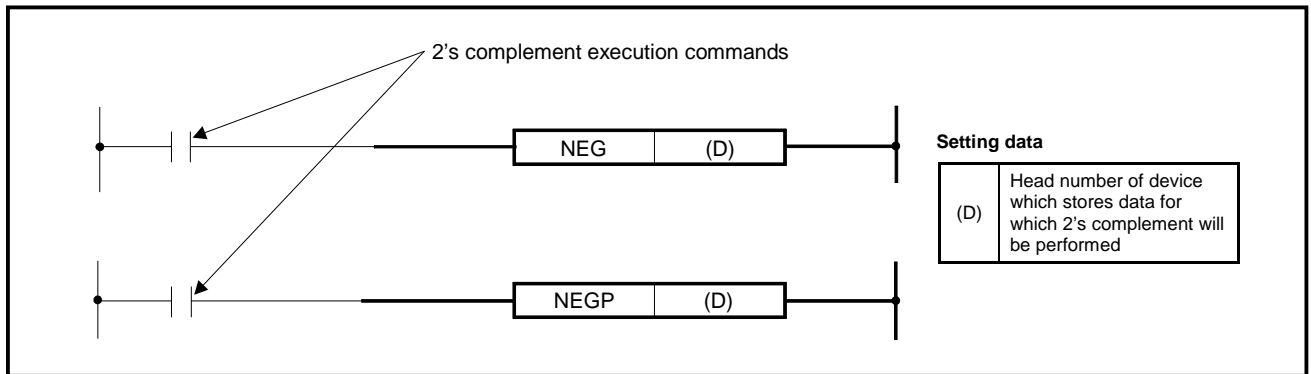 2's complement execution commands
NEG (D)
Setting data
(D) Head number of device
which stores data for
which 2's complement will
be performed
NEGP (D)